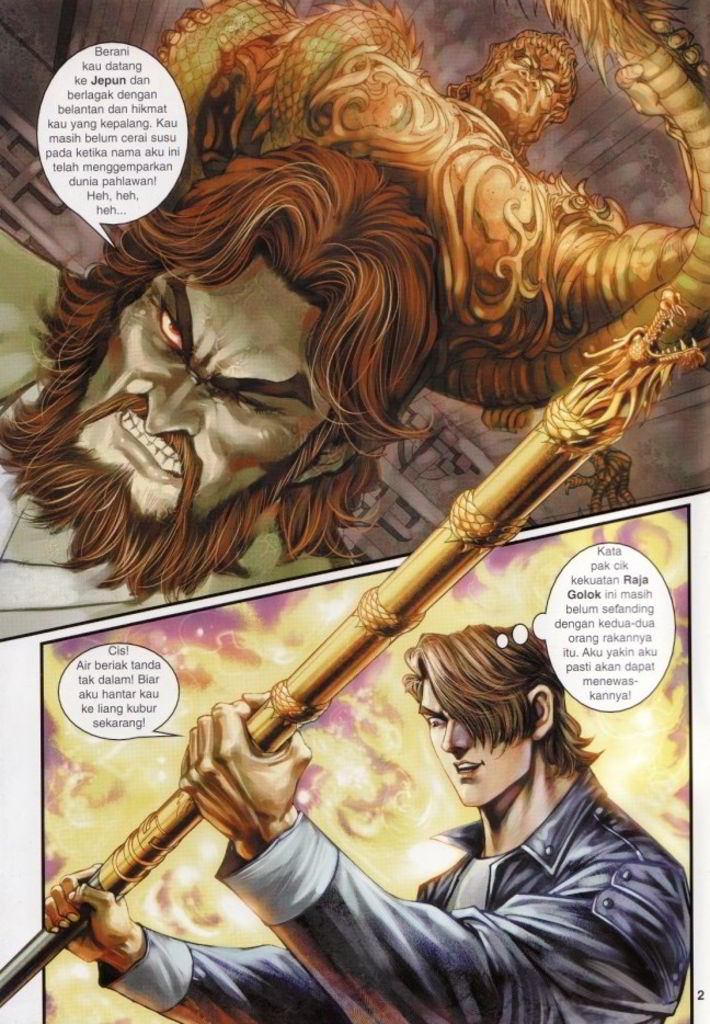 Berani
kau datang
ke Jepun dan
berlagak dengan
belantan dan hikmat
kau yang kepalang. Kau
masih belum cerai susu
pada ketika nama aku ini
telah menggemparkan
dunia pahlawan!
Heh, heh,
heh...
Kata
pak cik
kekuatan Raja
Golok ini masih
belum setanding
dengan kedua-dua
orang rakannya
itu. Aku yakin aku
pasti akan dapat
menewas-
kannya!
Cis!
Air beriak tanda
tak dalam! Biar
aku hantar kau
ke liang kubur
sekarang!
2